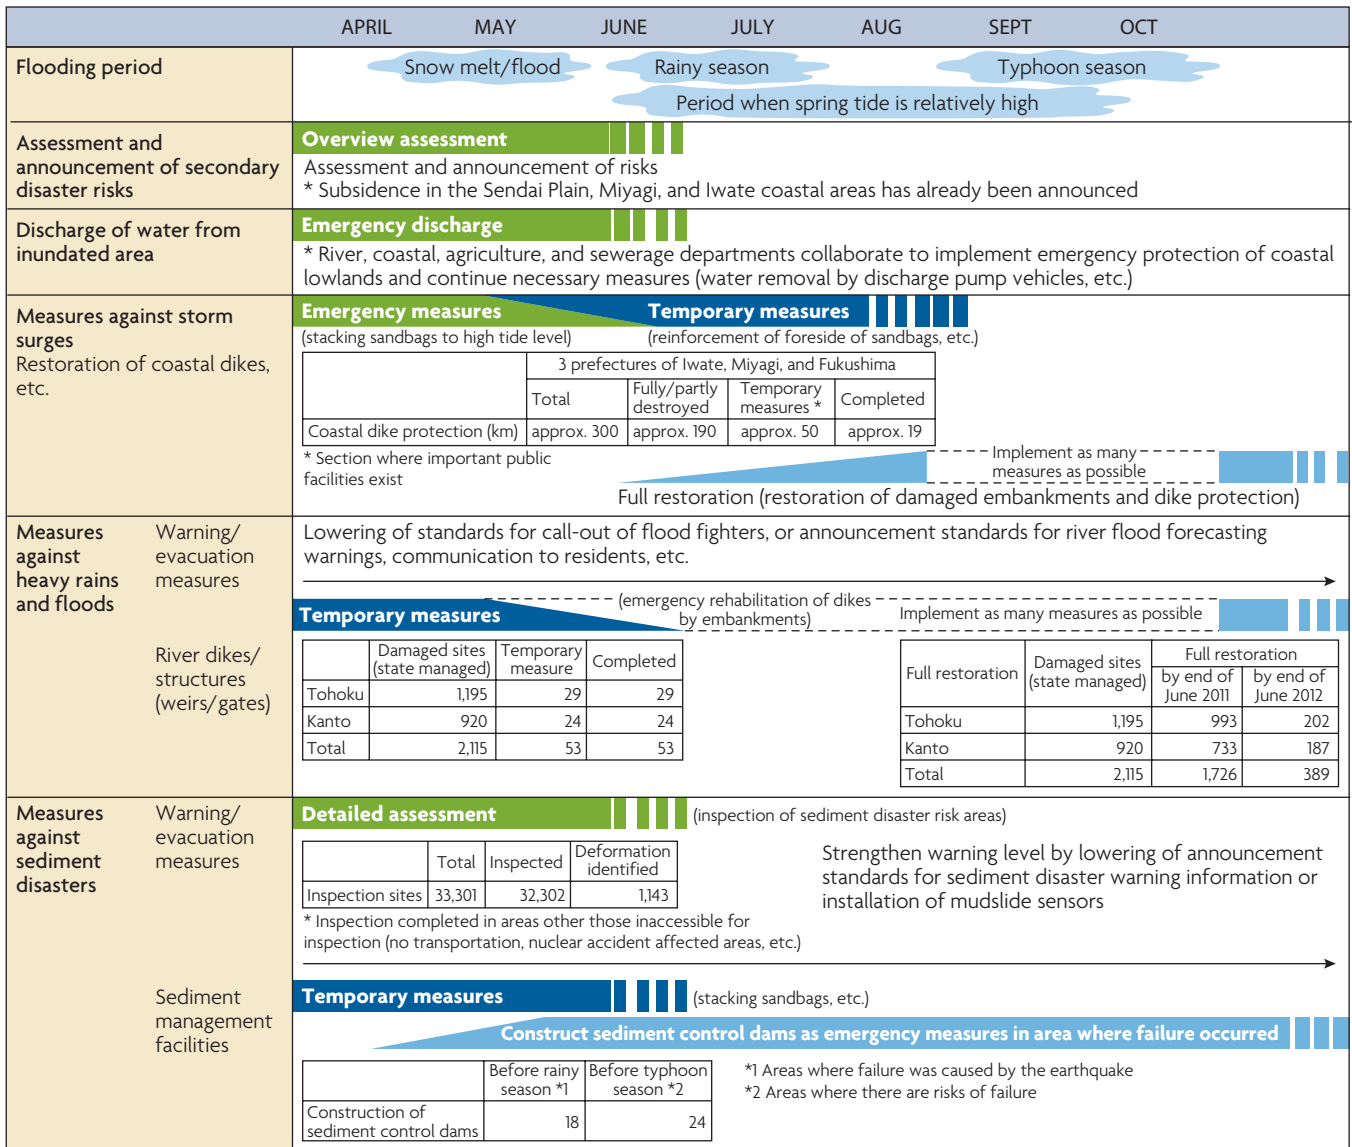 APRIL MAY JUNE JULY AUG SEPT OCT
Flooding period
Snow melt/flood
Rainy season
Typhoon season
Period when spring tide is relatively high
Assessment and
announcement of secondary
disaster risks
Overview assessment
Assessment and announcement of risks
* Subsidence in the Sendai Plain, Miyagi, and Iwate coastal areas has already been announced
Discharge of water from
inundated area
Emergency discharge
* River, coastal, agriculture, and sewerage departments collaborate to implement emergency protection of coastal
lowlands and continue necessary measures (water removal by discharge pump vehicles, etc.)
Measures against storm
surges
Restoration of coastal dikes,
etc.
Emergency measures
Temporary measures
(stacking sandbags to high tide level)
(reinforcement of foreside of sandbags, etc.)
3 prefectures of Iwate, Miyagi, and Fukushima
Total
Fully/partly
destroyed
Temporary
measures *
Completed
Coastal dike protection (km) approx. 300 approx. 190 approx. 50 approx. 19
* Section where important public
facilities exist
Implement as many
measures as possible
Full restoration (restoration of damaged embankments and dike protection)
Measures
against
heavy rains
and floods
Warning/
evacuation
measures
Lowering of standards for call-out of flood fighters, or announcement standards for river flood forecasting
warnings, communication to residents, etc.
River dikes/
structures
(weirs/gates)
Temporary measures
(emergency rehabilitation of dikes
by embankments)
Implement as many measures as possible
Damaged sites
(state managed)
Temporary
measure
Completed
Tohoku 1,195 29 29
Kanto 920 24 24
Total 2,115 53 53
Full restoration
Damaged sites
(state managed)
Full restoration
by end of
June 2011
by end of
June 2012
Tohoku 1,195 993 202
Kanto 920 733 187
Total 2,115 1,726 389
Measures
against
sediment
disasters
Warning/
evacuation
measures
Detailed assessment
(inspection of sediment disaster risk areas)
Total Inspected
Deformation
identified
Inspection sites 33,301 32,302 1,143
* Inspection completed in areas other those inaccessible for
inspection (no transportation, nuclear accident affected areas, etc.)
Strengthen warning level by lowering of announcement
standards for sediment disaster warning information or
installation of mudslide sensors
Sediment
management
facilities
Temporary measures
(stacking sandbags, etc.)
Construct sediment control dams as emergency measures in area where failure occurred
Before rainy
season *1
Before typhoon
season *2
Construction of
sediment control dams
18 24
*1 Areas where failure was caused by the earthquake
*2 Areas where there are risks of failure